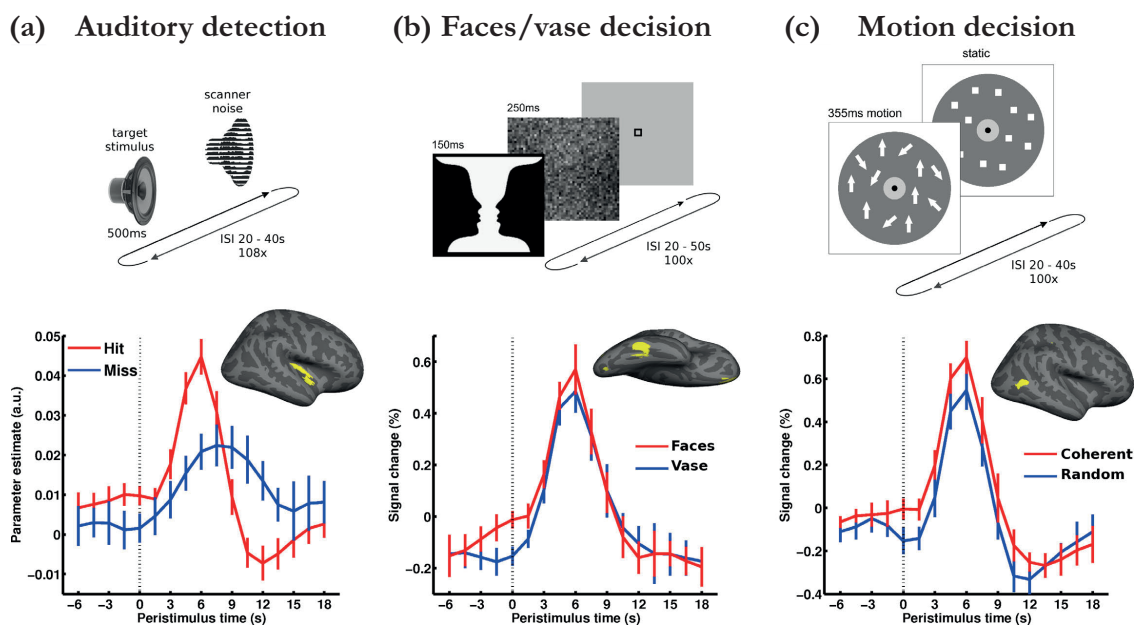 (a) Auditory detection
scanner
noise
target
stimulus
500ms
ISI 20 - 40s
108x
0.05
0.04
0.03
0.02
0.01
0
−0.01
Parameter estimate (a.u.)
Hit
Miss
−6 −3 0 3 6 9 12 15 18
Peristimulus time (s)
(b) Faces/vase decision
250ms
150ms
ISI 20 - 50s
100x
0.6
0.4
0.2
0
−0.2
Signal change (%)
Faces
Vase
−6 −3 0 3 6 9 12 15 18
Peristimulus time (s)
(c) Motion decision
static
355ms motion
ISI 20 - 40s
100x
0.8
0.6
0.4
0.2
0
−0.2
−0.4
Signal change (%)
Coherent
Random
−6 −3 0 3 6 9 12 15 18
Peristimulus time (s)